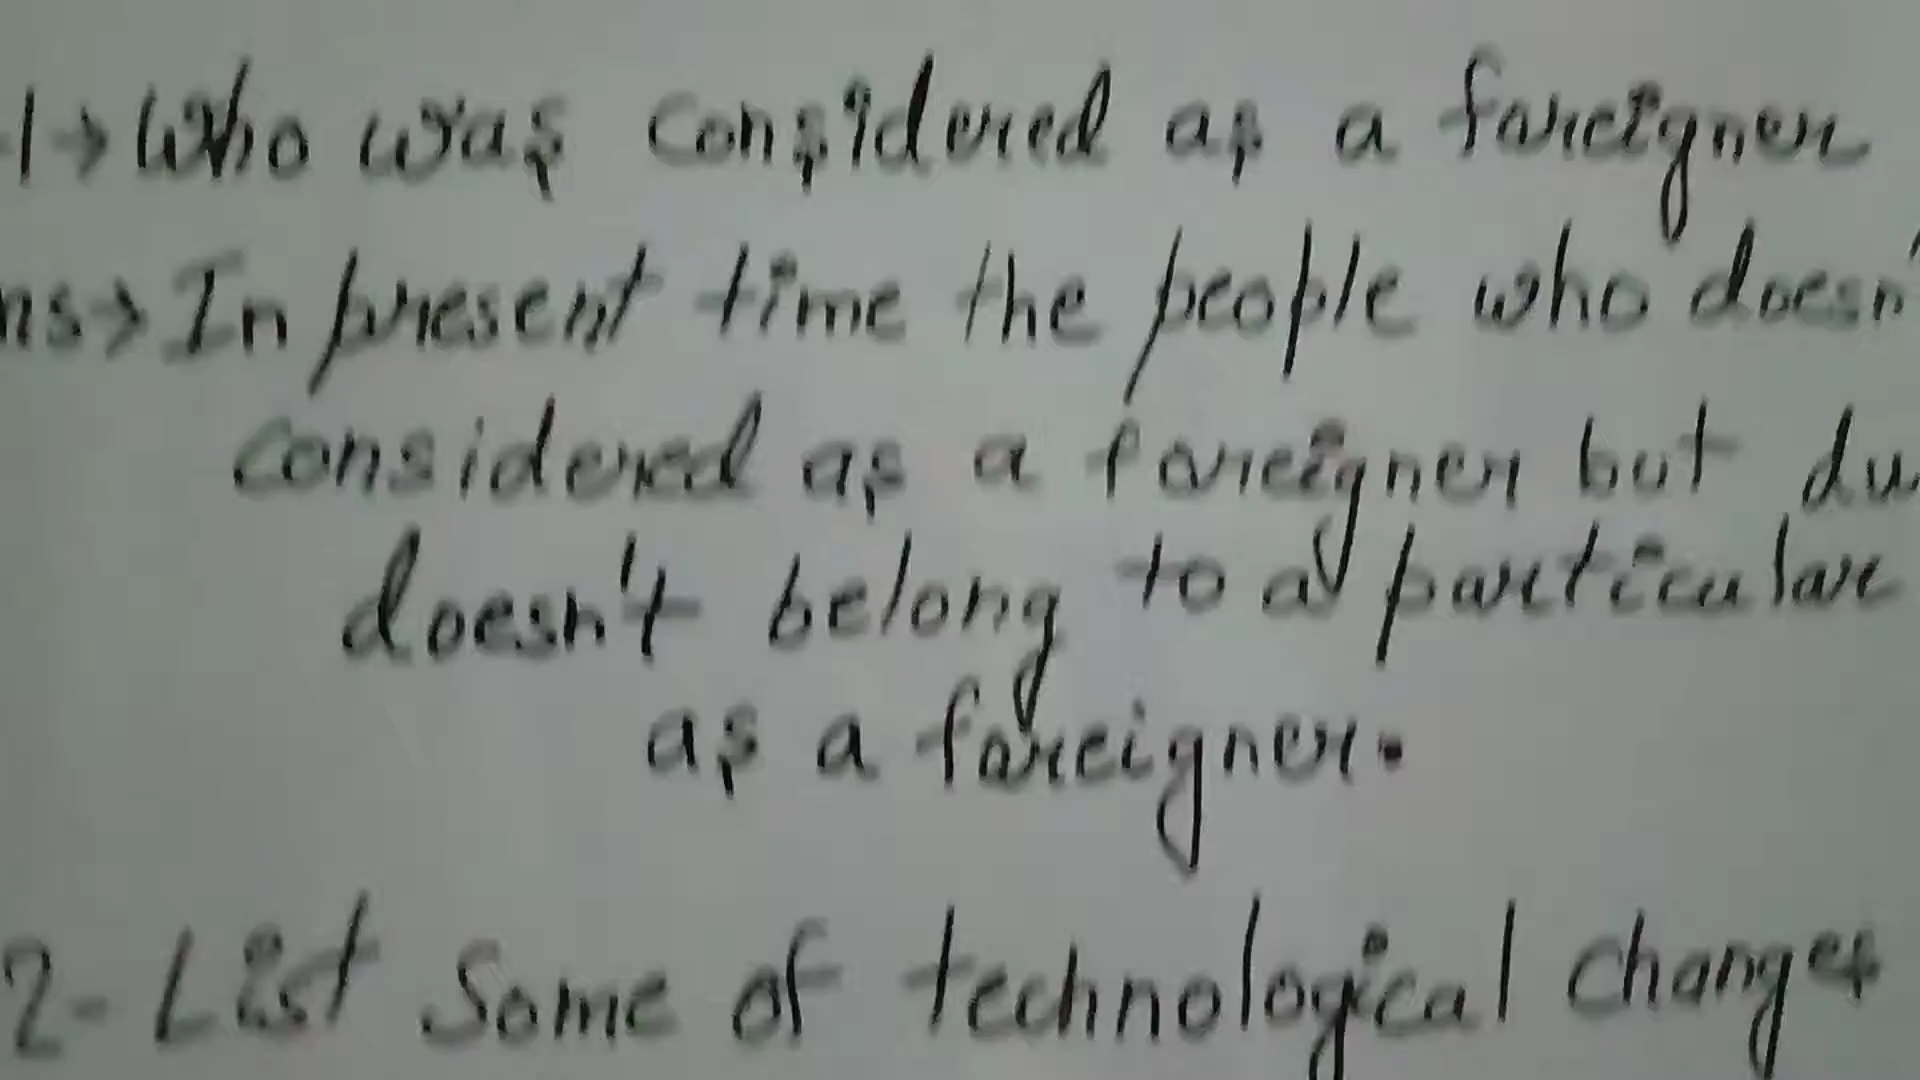 1→ Who was considered as a foreigner
ns→ In present time the people who doesn'
considered as a foreigner but du
doesn't belong to a particular
as a foreigner.
2- List Some of technological changes